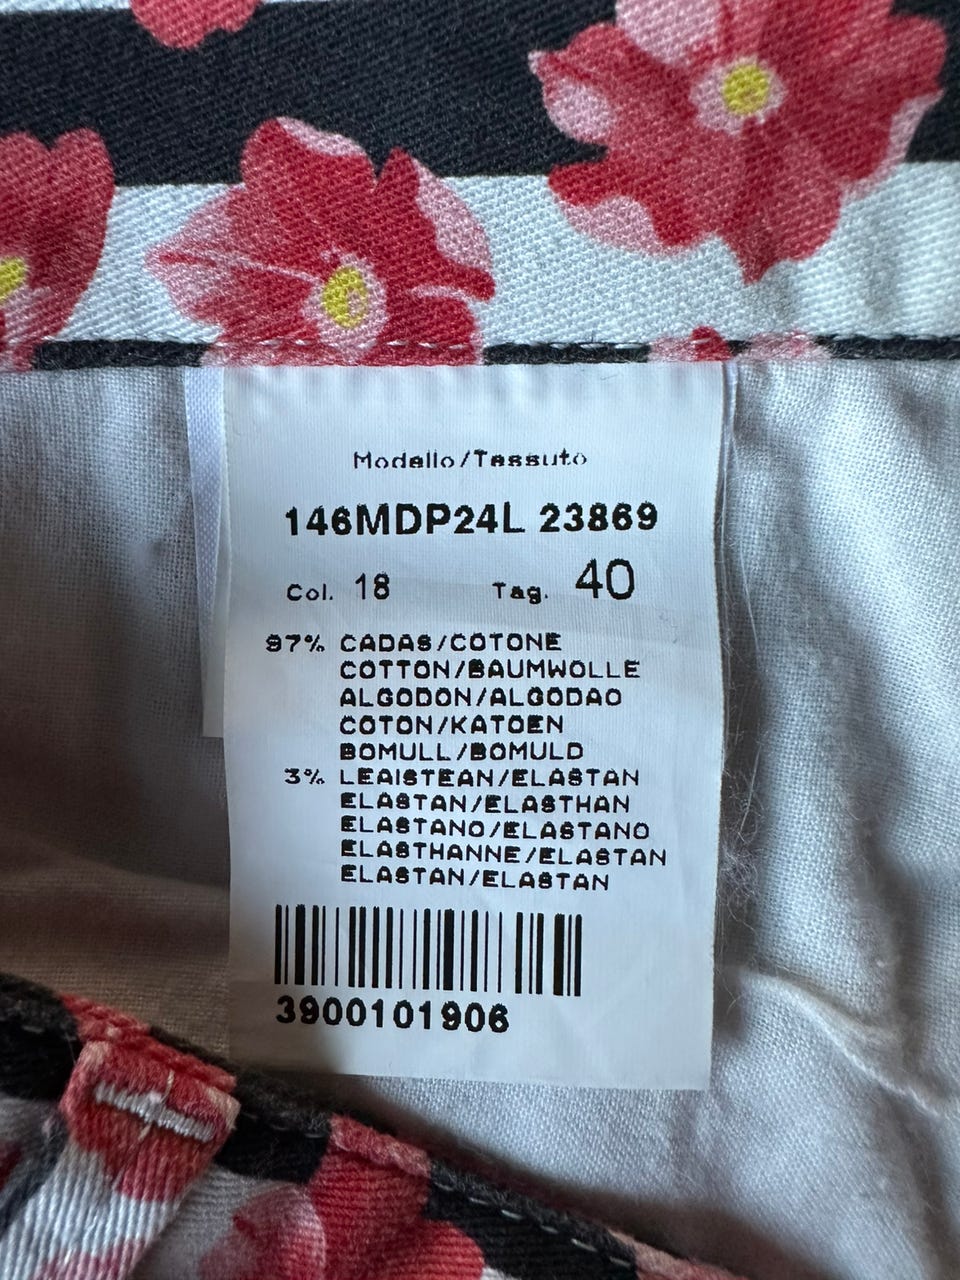 Modello/Tessuto
146MDP24L 23869
Col. 18 Tag. 40
97% CADAS/COTONE
COTTON/BAUMWOLLE
ALGODON/ALGODAO
COTON/KATOEN
BOMULL/BOMULD
3% LEAISTEAN/ELASTAN
ELASTAN/ELASTHAN
ELASTANO/ELASTANO
ELASTHANNE/ELASTAN
ELASTAN/ELASTAN
3900101906